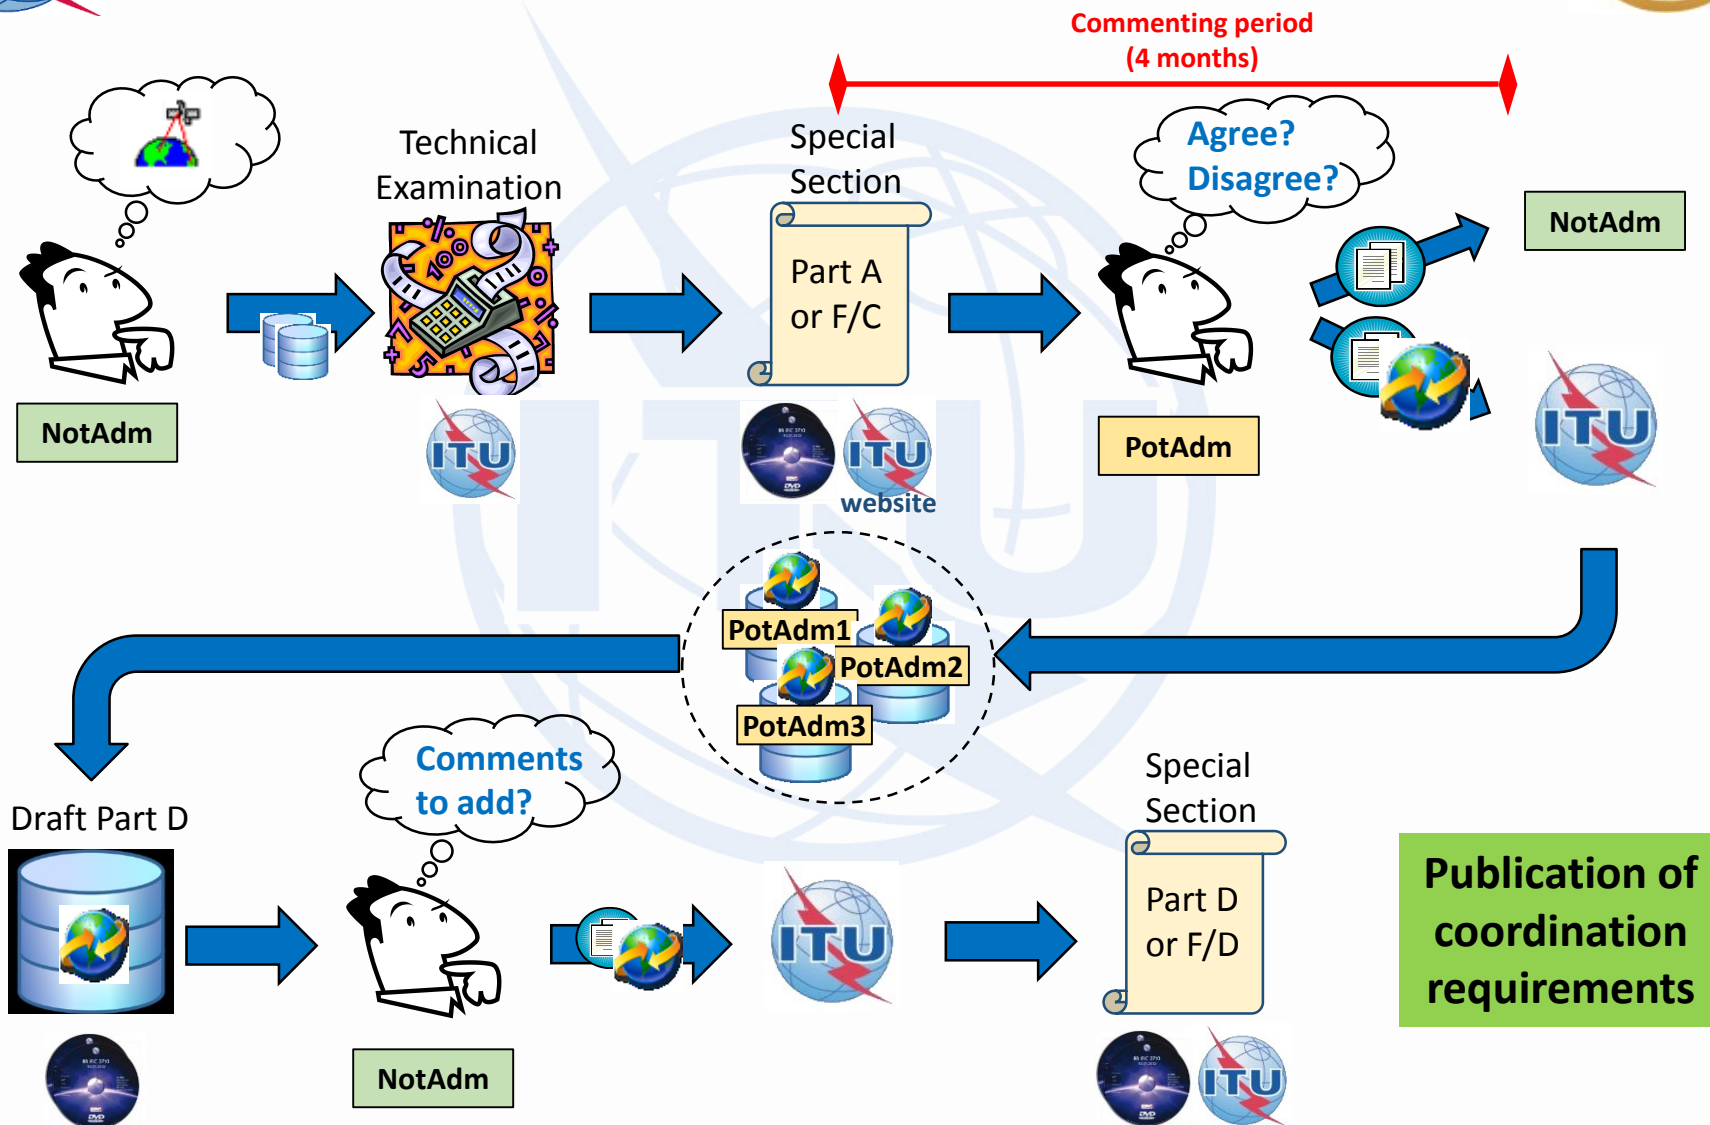 Commenting period
(4 months)
Technical
Examination
Special
Section
Agree?
Disagree?
NotAdm
Part A
or F/C
NotAdm
ITU
ITU
website
PotAdm
ITU
PotAdm1
PotAdm2
PotAdm3
ITU
Draft Part D
Comments
to add?
NotAdm
ITU
Special
Section
Part D
or F/D
ITU
Publication of
coordination
requirements